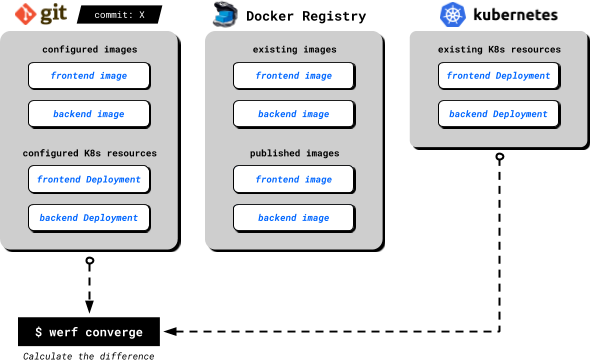 git
commit: X
configured images
frontend image
backend image
configured K8s resources
frontend Deployment
backend Deployment
Docker Registry
existing images
frontend image
backend image
published images
frontend image
backend image
kubernetes
existing K8s resources
frontend Deployment
backend Deployment
$ werf converge
Calculate the difference